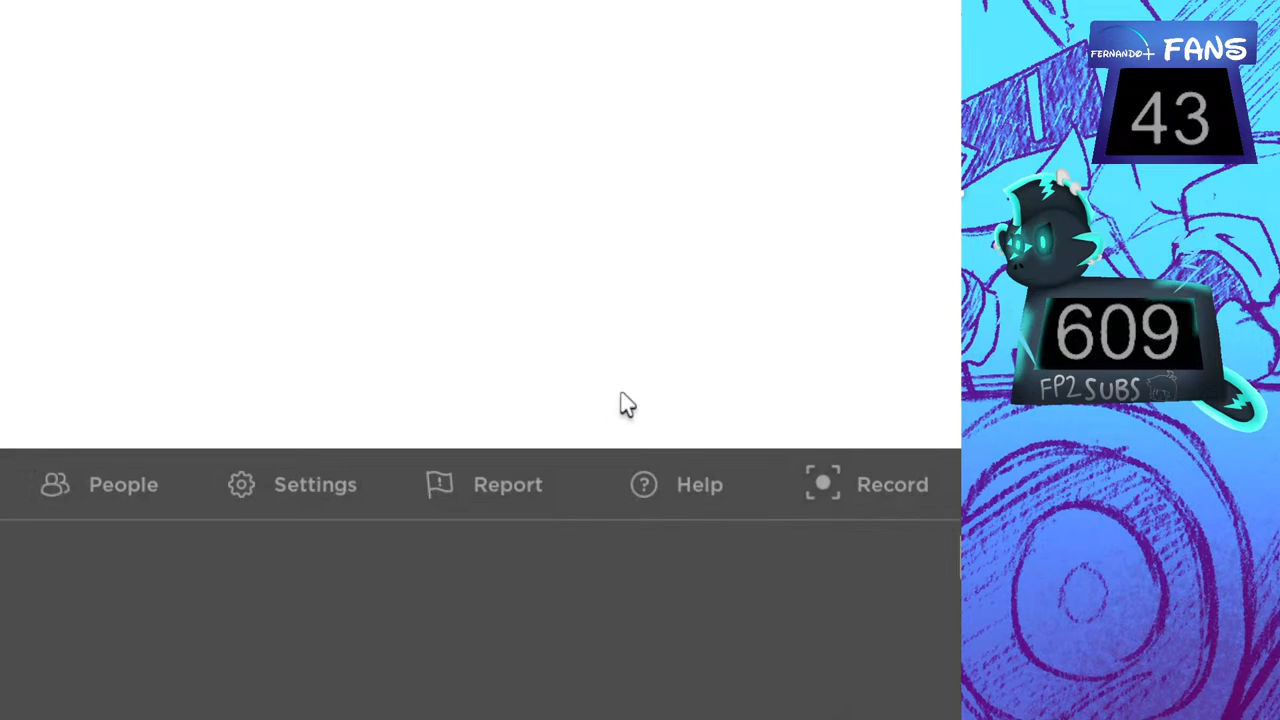 FERNANDO+ FANS
43
609
FP2 SUBS
People Settings Report Help Record